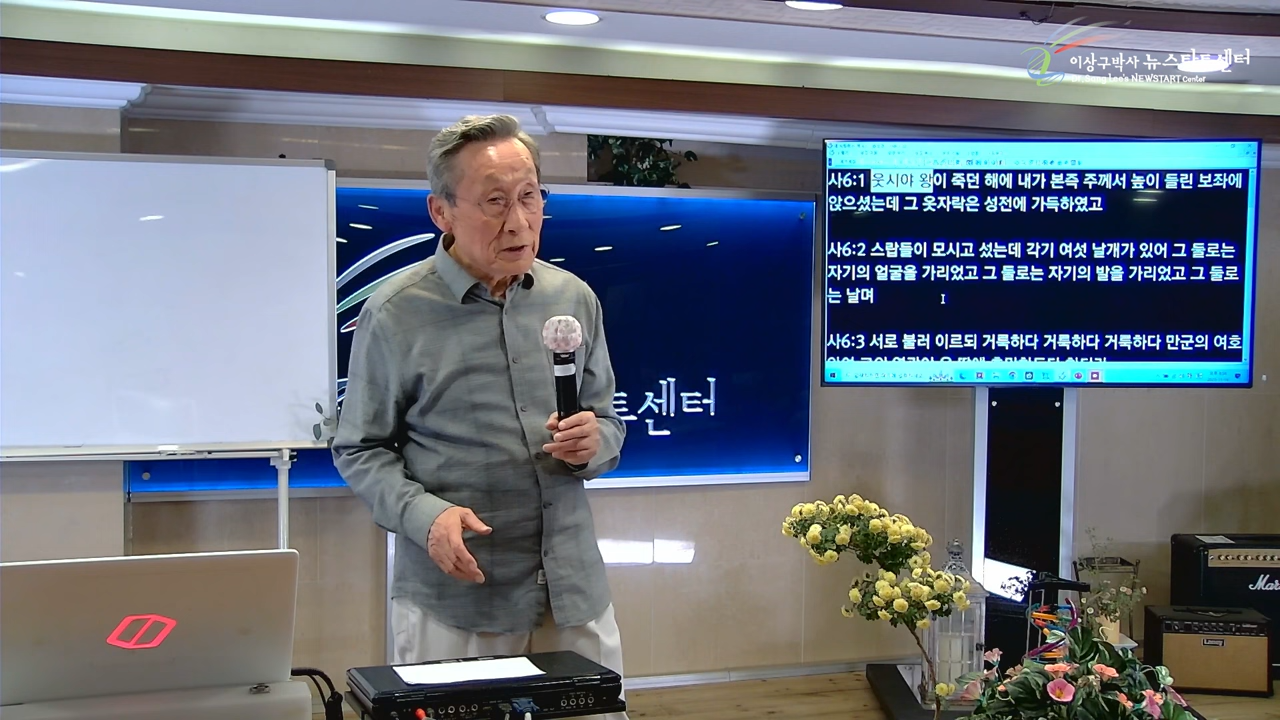 이상구박사 뉴스타트센터
Dr. Sang Lee's NEWSTART Center
사6:1 웃시야 왕이 죽던 해에 내가 본즉 주께서 높이 들린 보좌에
앉으셨는데 그 옷자락은 성전에 가득하였고
사6:2 스랍들이 모시고 섰는데 각기 여섯 날개가 있어 그 둘로는
자기의 얼굴을 가리었고 그 둘로는 자기의 발을 가리었고 그 둘로
는 날며
사6:3 서로 불러 이르되 거룩하다 거룩하다 거룩하다 만군의 여호
트센터
Laney